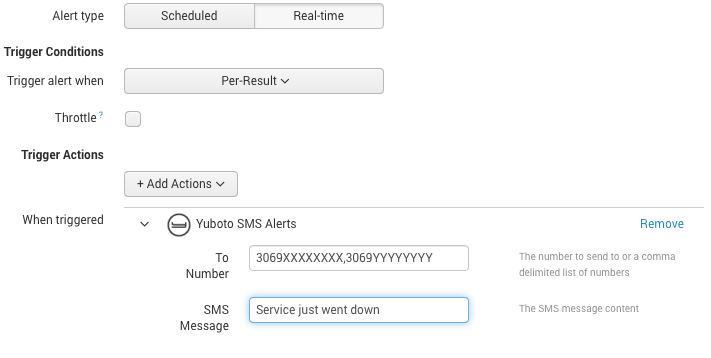 Alert type Scheduled Real-time
Trigger Conditions
Trigger alert when Per-Result
Throttle ?
Trigger Actions
+ Add Actions
When triggered Yuboto SMS Alerts Remove
To Number 3069XXXXXXXX,3069YYYYYYYY The number to send to or a comma
delimited list of numbers
SMS Message Service just went down The SMS message content